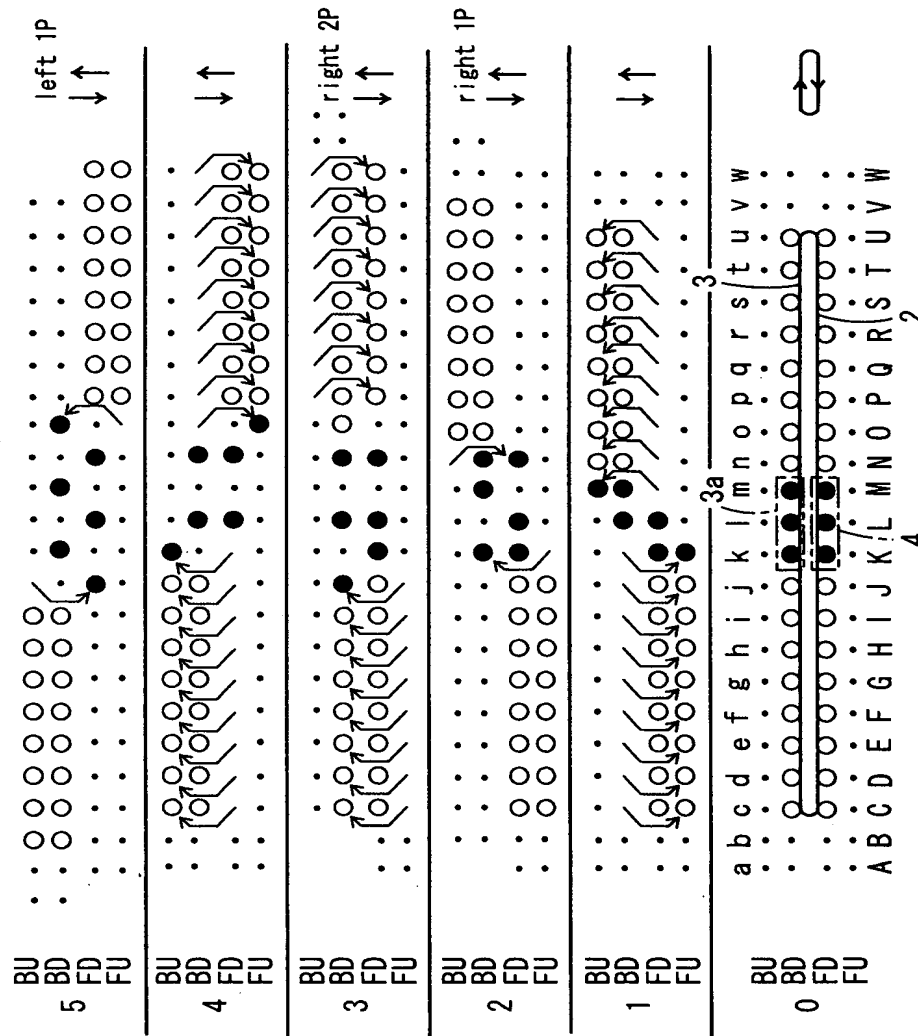 left 1P
BU
BD
FD
FU
5
BU
BD
FD
FU
4
right 2P
BU
BD
FD
FU
3
right 1P
BU
BD
FD
FU
2
BU
BD
FD
FU
1
3
3a
a b c d e f g h i j k l m n o p q r s t u v w
BU
BD
FD
FU
0
A B C D E F G H I J K L M N O P Q R S T U V W
4
2